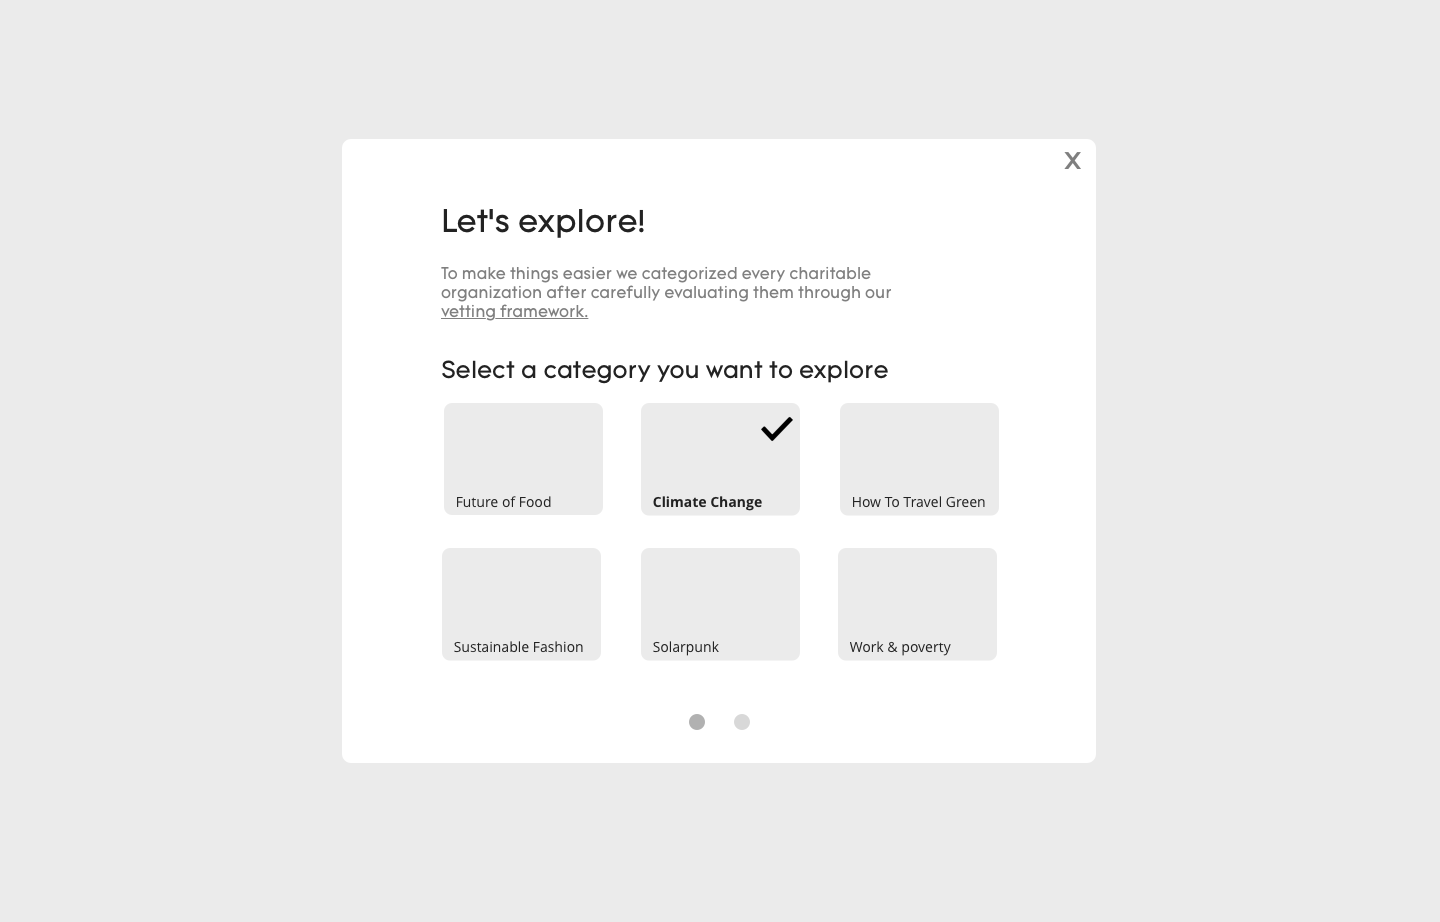 X
Let's explore!
To make things easier we categorized every charitable
organization after carefully evaluating them through our
vetting framework.
Select a category you want to explore
Future of Food
Climate Change
How To Travel Green
Sustainable Fashion
Solarpunk
Work & poverty